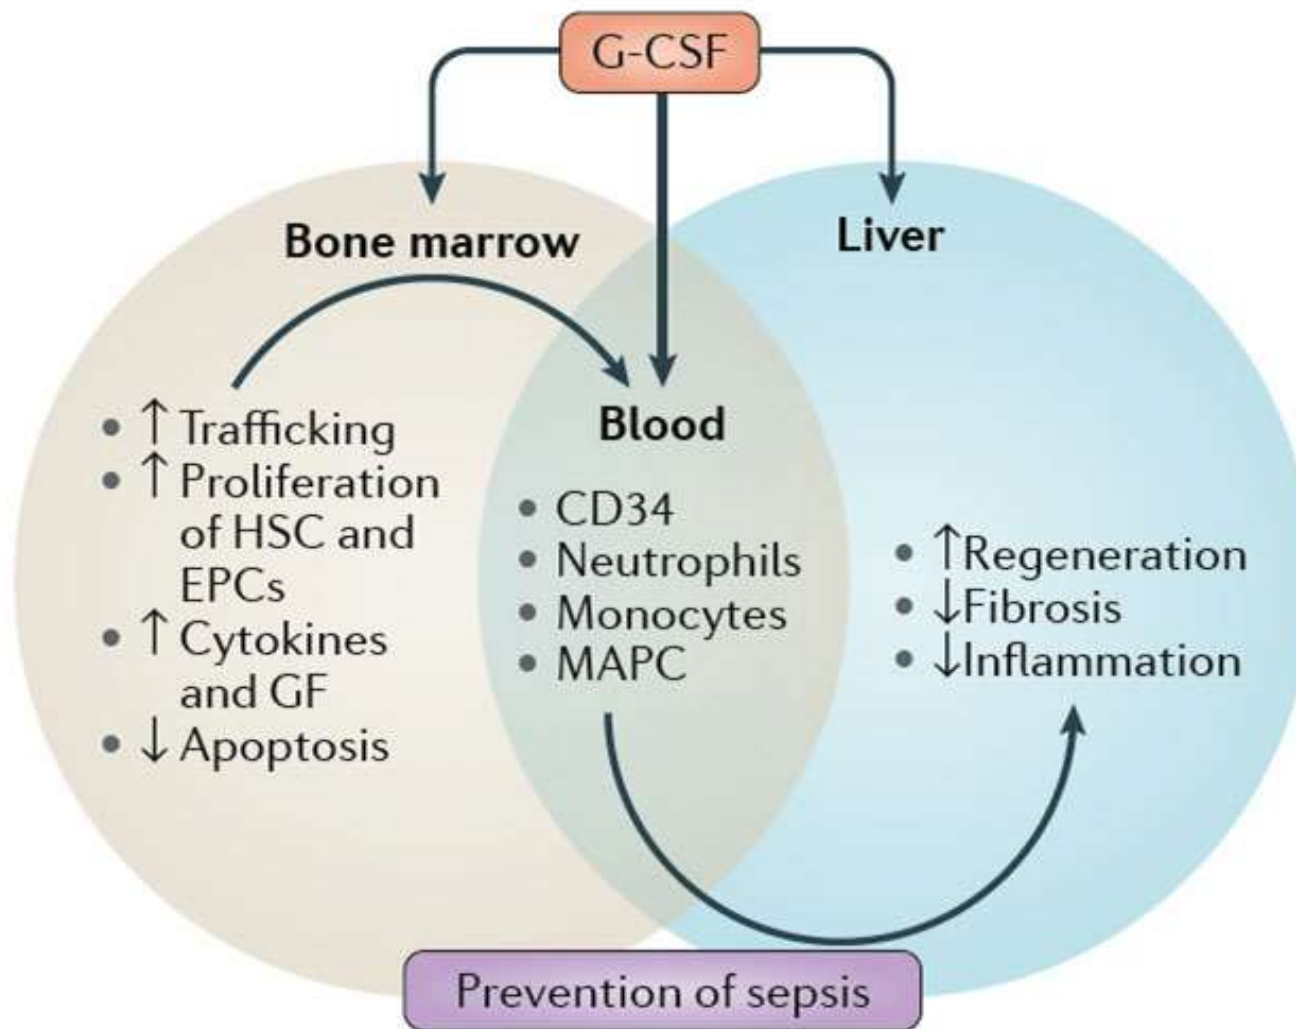 G-CSF
Bone marrow
Liver
• ↑ Trafficking
• ↑ Proliferation
of HSC and
EPCs
• ↑ Cytokines
and GF
• ↓ Apoptosis
Blood
• CD34
• Neutrophils
• Monocytes
• MAPC
• ↑Regeneration
• ↓Fibrosis
• ↓Inflammation
Prevention of sepsis